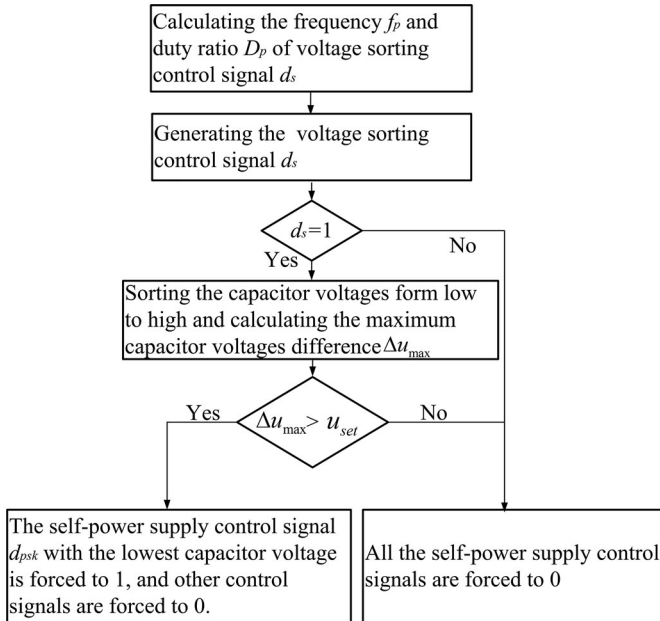 Calculating the frequency fp and
duty ratio Dp of voltage sorting
control signal ds
Generating the voltage sorting
control signal ds
ds=1
No
Yes
Sorting the capacitor voltages form low
to high and calculating the maximum
capacitor voltages difference Δumax
Yes
Δumax> uset
No
The self-power supply control signal
dpsk with the lowest capacitor voltage
is forced to 1, and other control
signals are forced to 0.
All the self-power supply control
signals are forced to 0